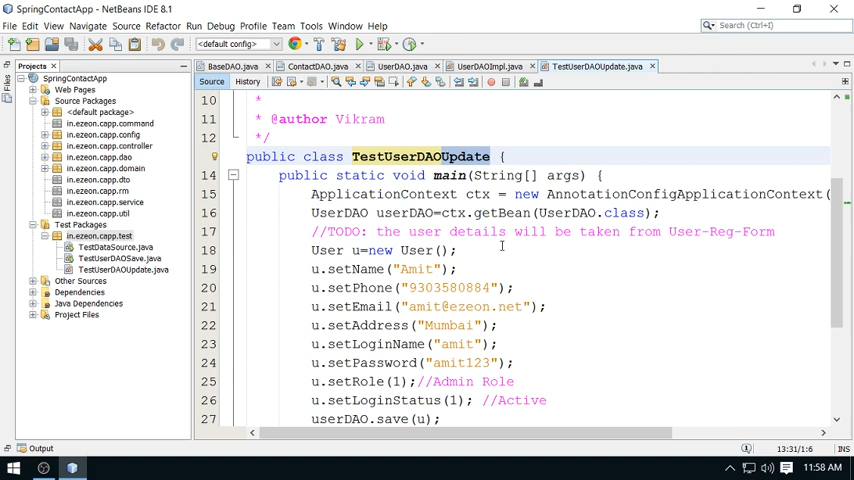 SpringContactApp - NetBeans IDE 8.1
File Edit View Navigate Source Refactor Run Debug Profile Team Tools Window Help
Search (Ctrl+I)
<default config>
Projects
BaseDAO.java
ContactDAO.java
UserDAO.java
UserDAOImpl.java
TestUserDAOUpdate.java
Files
Services
Source
History
SpringContactApp
Web Pages
Source Packages
<default package>
in.ezeon.capp.command
in.ezeon.capp.config
in.ezeon.capp.controller
in.ezeon.capp.dao
in.ezeon.capp.domain
in.ezeon.capp.dto
in.ezeon.capp.rm
in.ezeon.capp.service
in.ezeon.capp.util
Test Packages
in.ezeon.capp.test
TestDataSource.java
TestUserDAOSave.java
TestUserDAOUpdate.java
Other Sources
Dependencies
Java Dependencies
Project Files
10 *
11 * @author Vikram
12 */
public class TestUserDAOUpdate {
14 public static void main(String[] args) {
15 ApplicationContext ctx = new AnnotationConfigApplicationContext(
16 UserDAO userDAO=ctx.getBean(UserDAO.class);
17 //TODO: the user details will be taken from User-Reg-Form
18 User u=new User();
19 u.setName("Amit");
20 u.setPhone("9303580884");
21 u.setEmail("amit@ezeon.net");
22 u.setAddress("Mumbai");
23 u.setLoginName("amit");
24 u.setPassword("amit123");
25 u.setRole(1);//Admin Role
26 u.setLoginStatus(1); //Active
27 userDAO.save(u);
Output
13:31/1:6
INS
11:58 AM